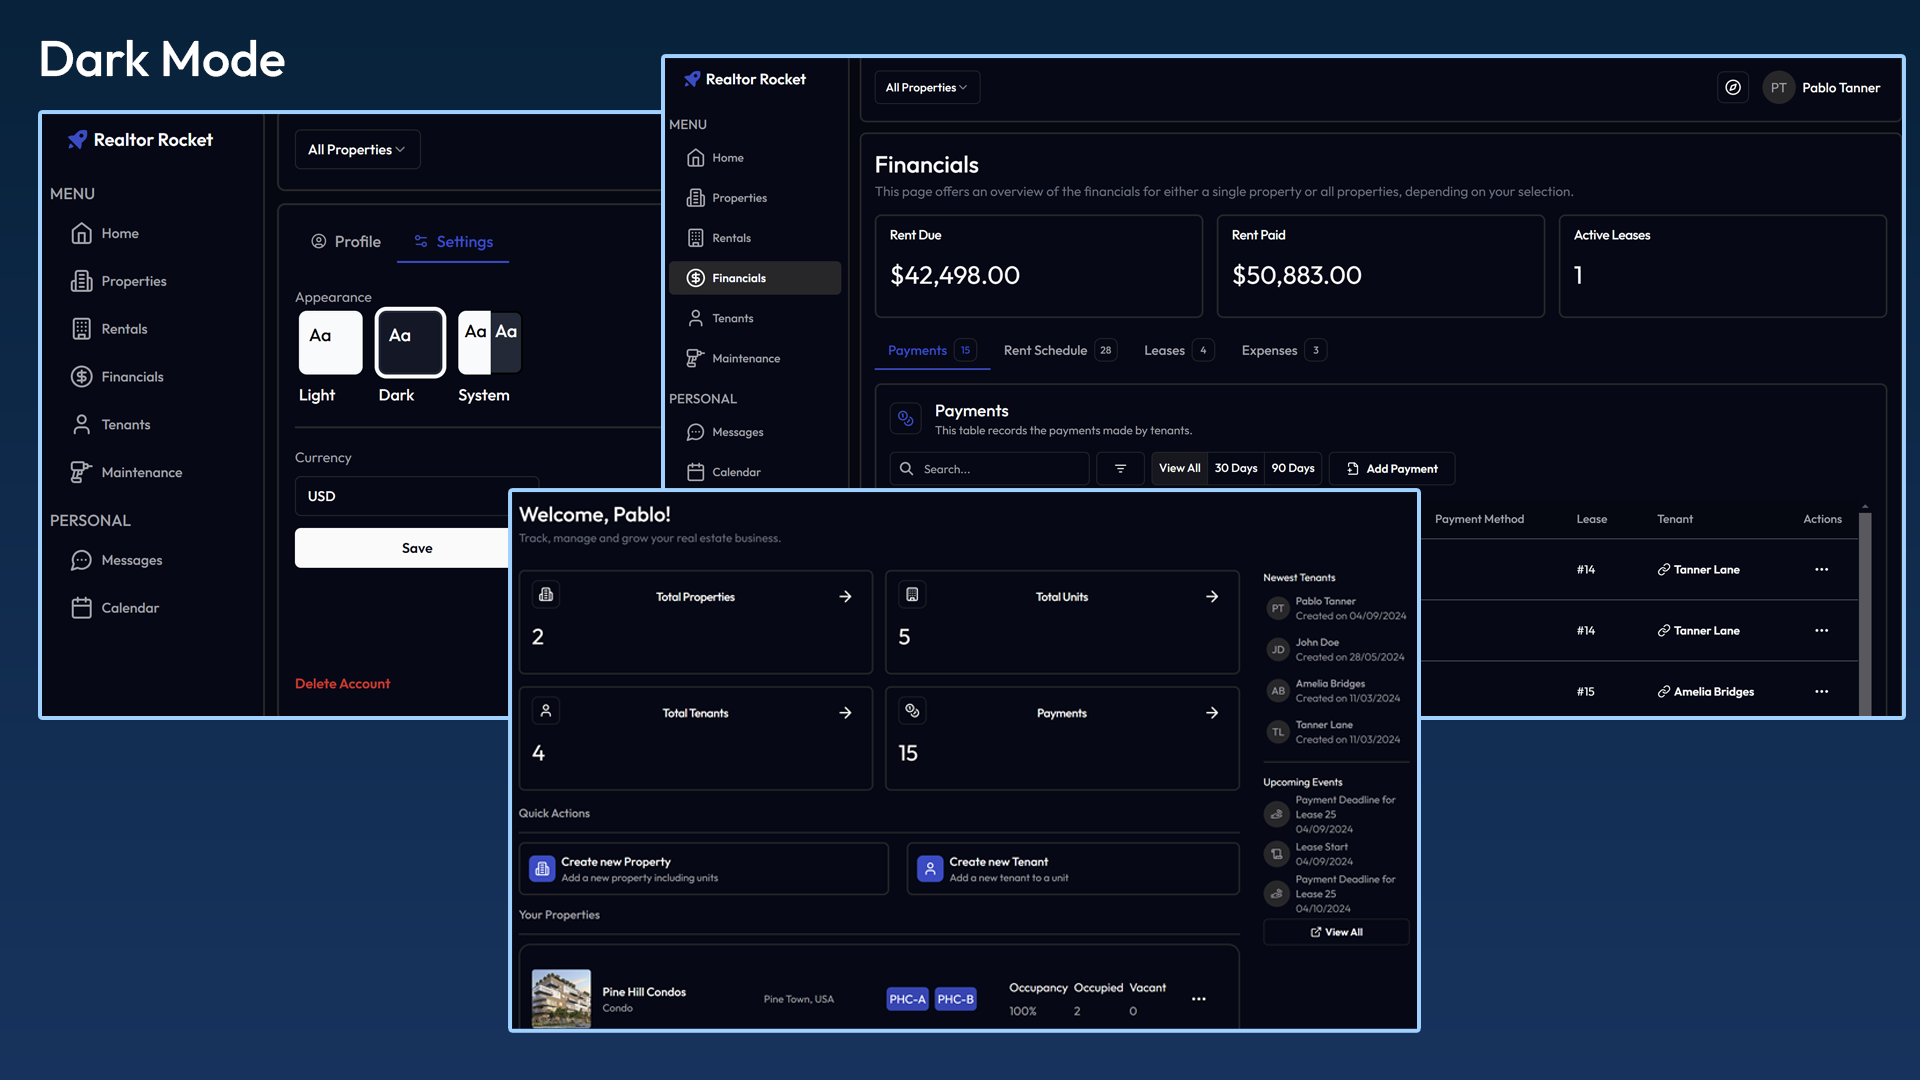 Dark Mode
Realtor Rocket
MENU
Home
Properties
Rentals
Financials
Tenants
Maintenance
PERSONAL
Messages
Calendar
All Properties
Profile
Settings
Appearance
Aa
Aa
Aa Aa
Light
Dark
System
Currency
USD
Save
Delete Account
Realtor Rocket
MENU
Home
Properties
Rentals
Financials
Tenants
Maintenance
PERSONAL
Messages
Calendar
All Properties
PT
Pablo Tanner
Financials
This page offers an overview of the financials for either a single property or all properties, depending on your selection.
Rent Due
$42,498.00
Rent Paid
$50,883.00
Active Leases
1
Payments 15
Rent Schedule 28
Leases 4
Expenses 3
Payments
This table records the payments made by tenants.
Search...
View All
30 Days
90 Days
Add Payment
Payment Method Lease Tenant Actions
#14 Tanner Lane ...
#14 Tanner Lane ...
#15 Amelia Bridges ...
Welcome, Pablo!
Track, manage and grow your real estate business.
Total Properties
2
Total Units
5
Total Tenants
4
Payments
15
Quick Actions
Create new Property
Add a new property including units
Create new Tenant
Add a new tenant to a unit
Your Properties
Pine Hill Condos
Condo
Pine Town, USA
PHC-A PHC-B
Occupancy Occupied Vacant
100% 2 0
...
Newest Tenants
PT
Pablo Tanner
Created on 04/09/2024
JD
John Doe
Created on 28/05/2024
AB
Amelia Bridges
Created on 11/03/2024
TL
Tanner Lane
Created on 11/03/2024
Upcoming Events
Payment Deadline for
Lease 25
04/09/2024
Lease Start
04/09/2024
Payment Deadline for
Lease 25
04/10/2024
View All